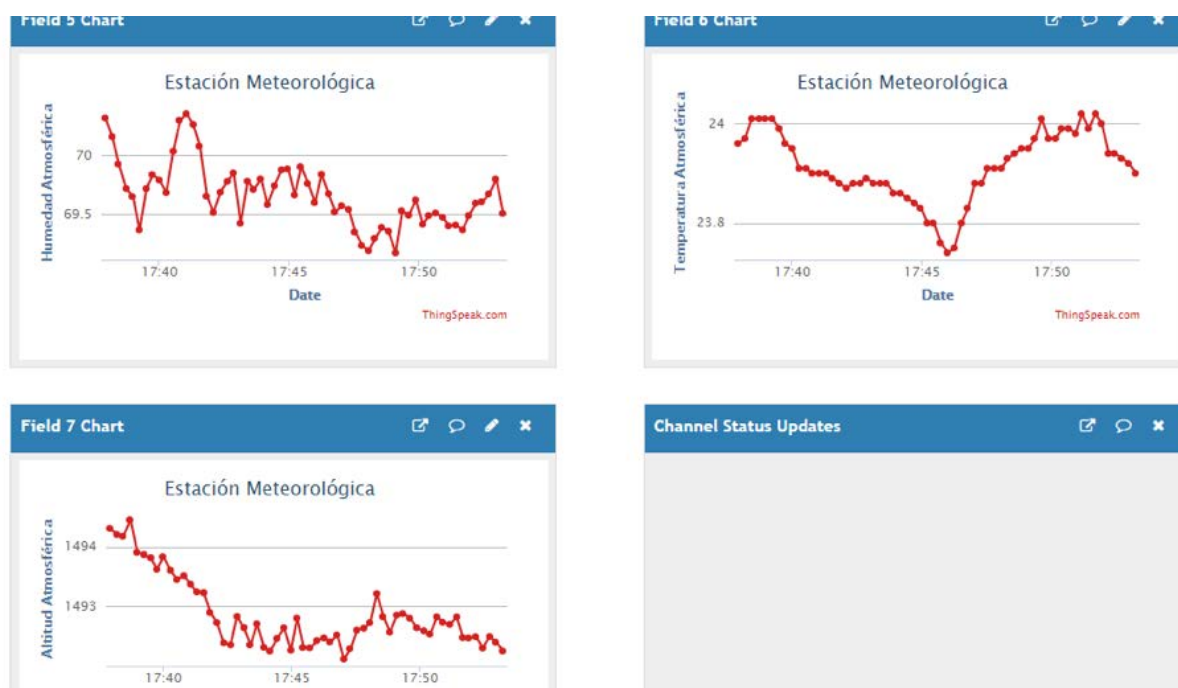 Field 5 Chart
Estación Meteorológica
Humedad Atmosférica
70
69.5
17:40 17:45 17:50
Date
ThingSpeak.com
Field 6 Chart
Estación Meteorológica
Temperatura Atmosférica
24
23.8
17:40 17:45 17:50
Date
ThingSpeak.com
Field 7 Chart
Estación Meteorológica
Altitud Atmosférica
1494
1493
17:40 17:45 17:50
Channel Status Updates